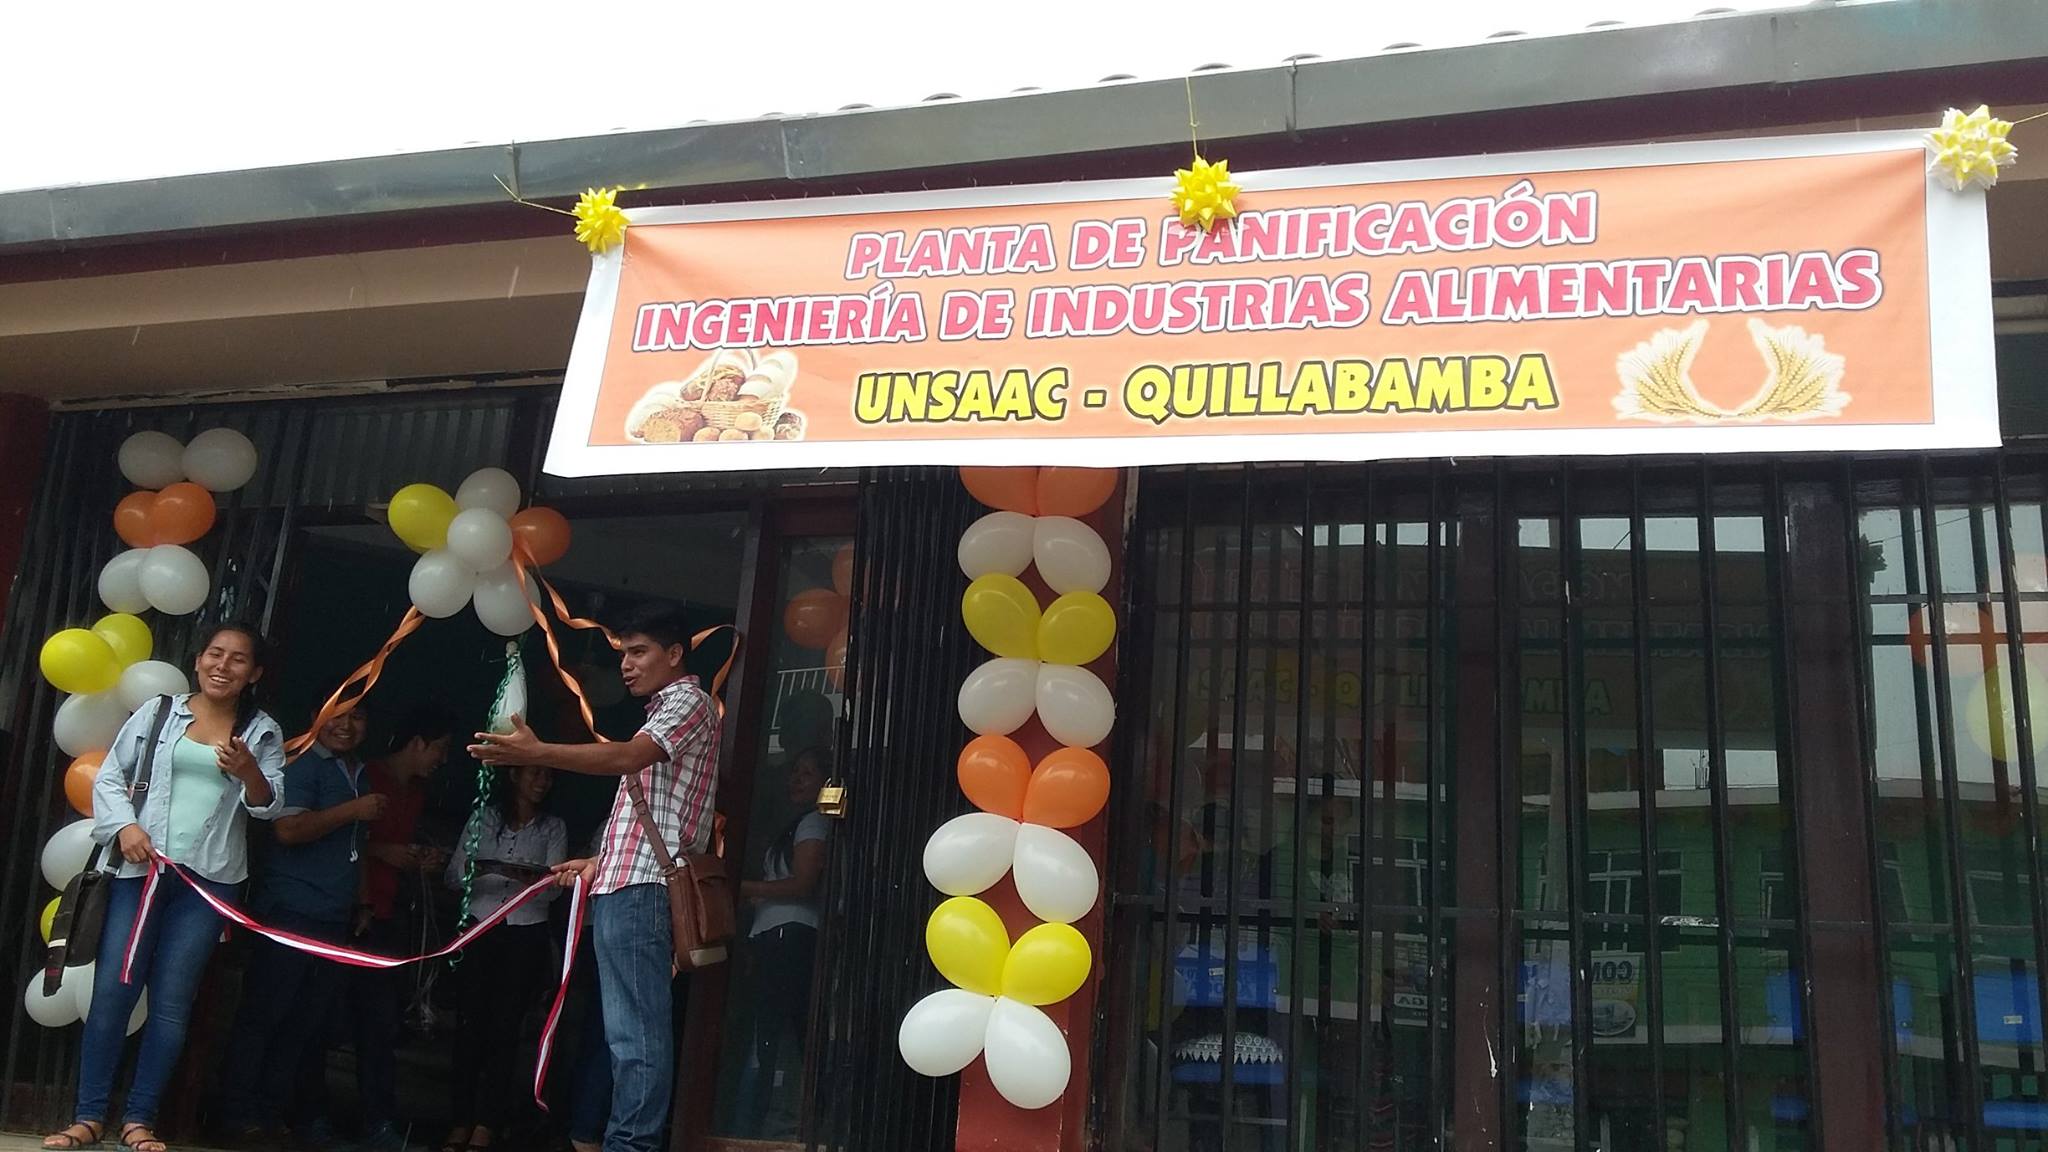 PLANTA DE PANIFICACIÓN
INGENIERÍA DE INDUSTRIAS ALIMENTARIAS
UNSAAC - QUILLABAMBA